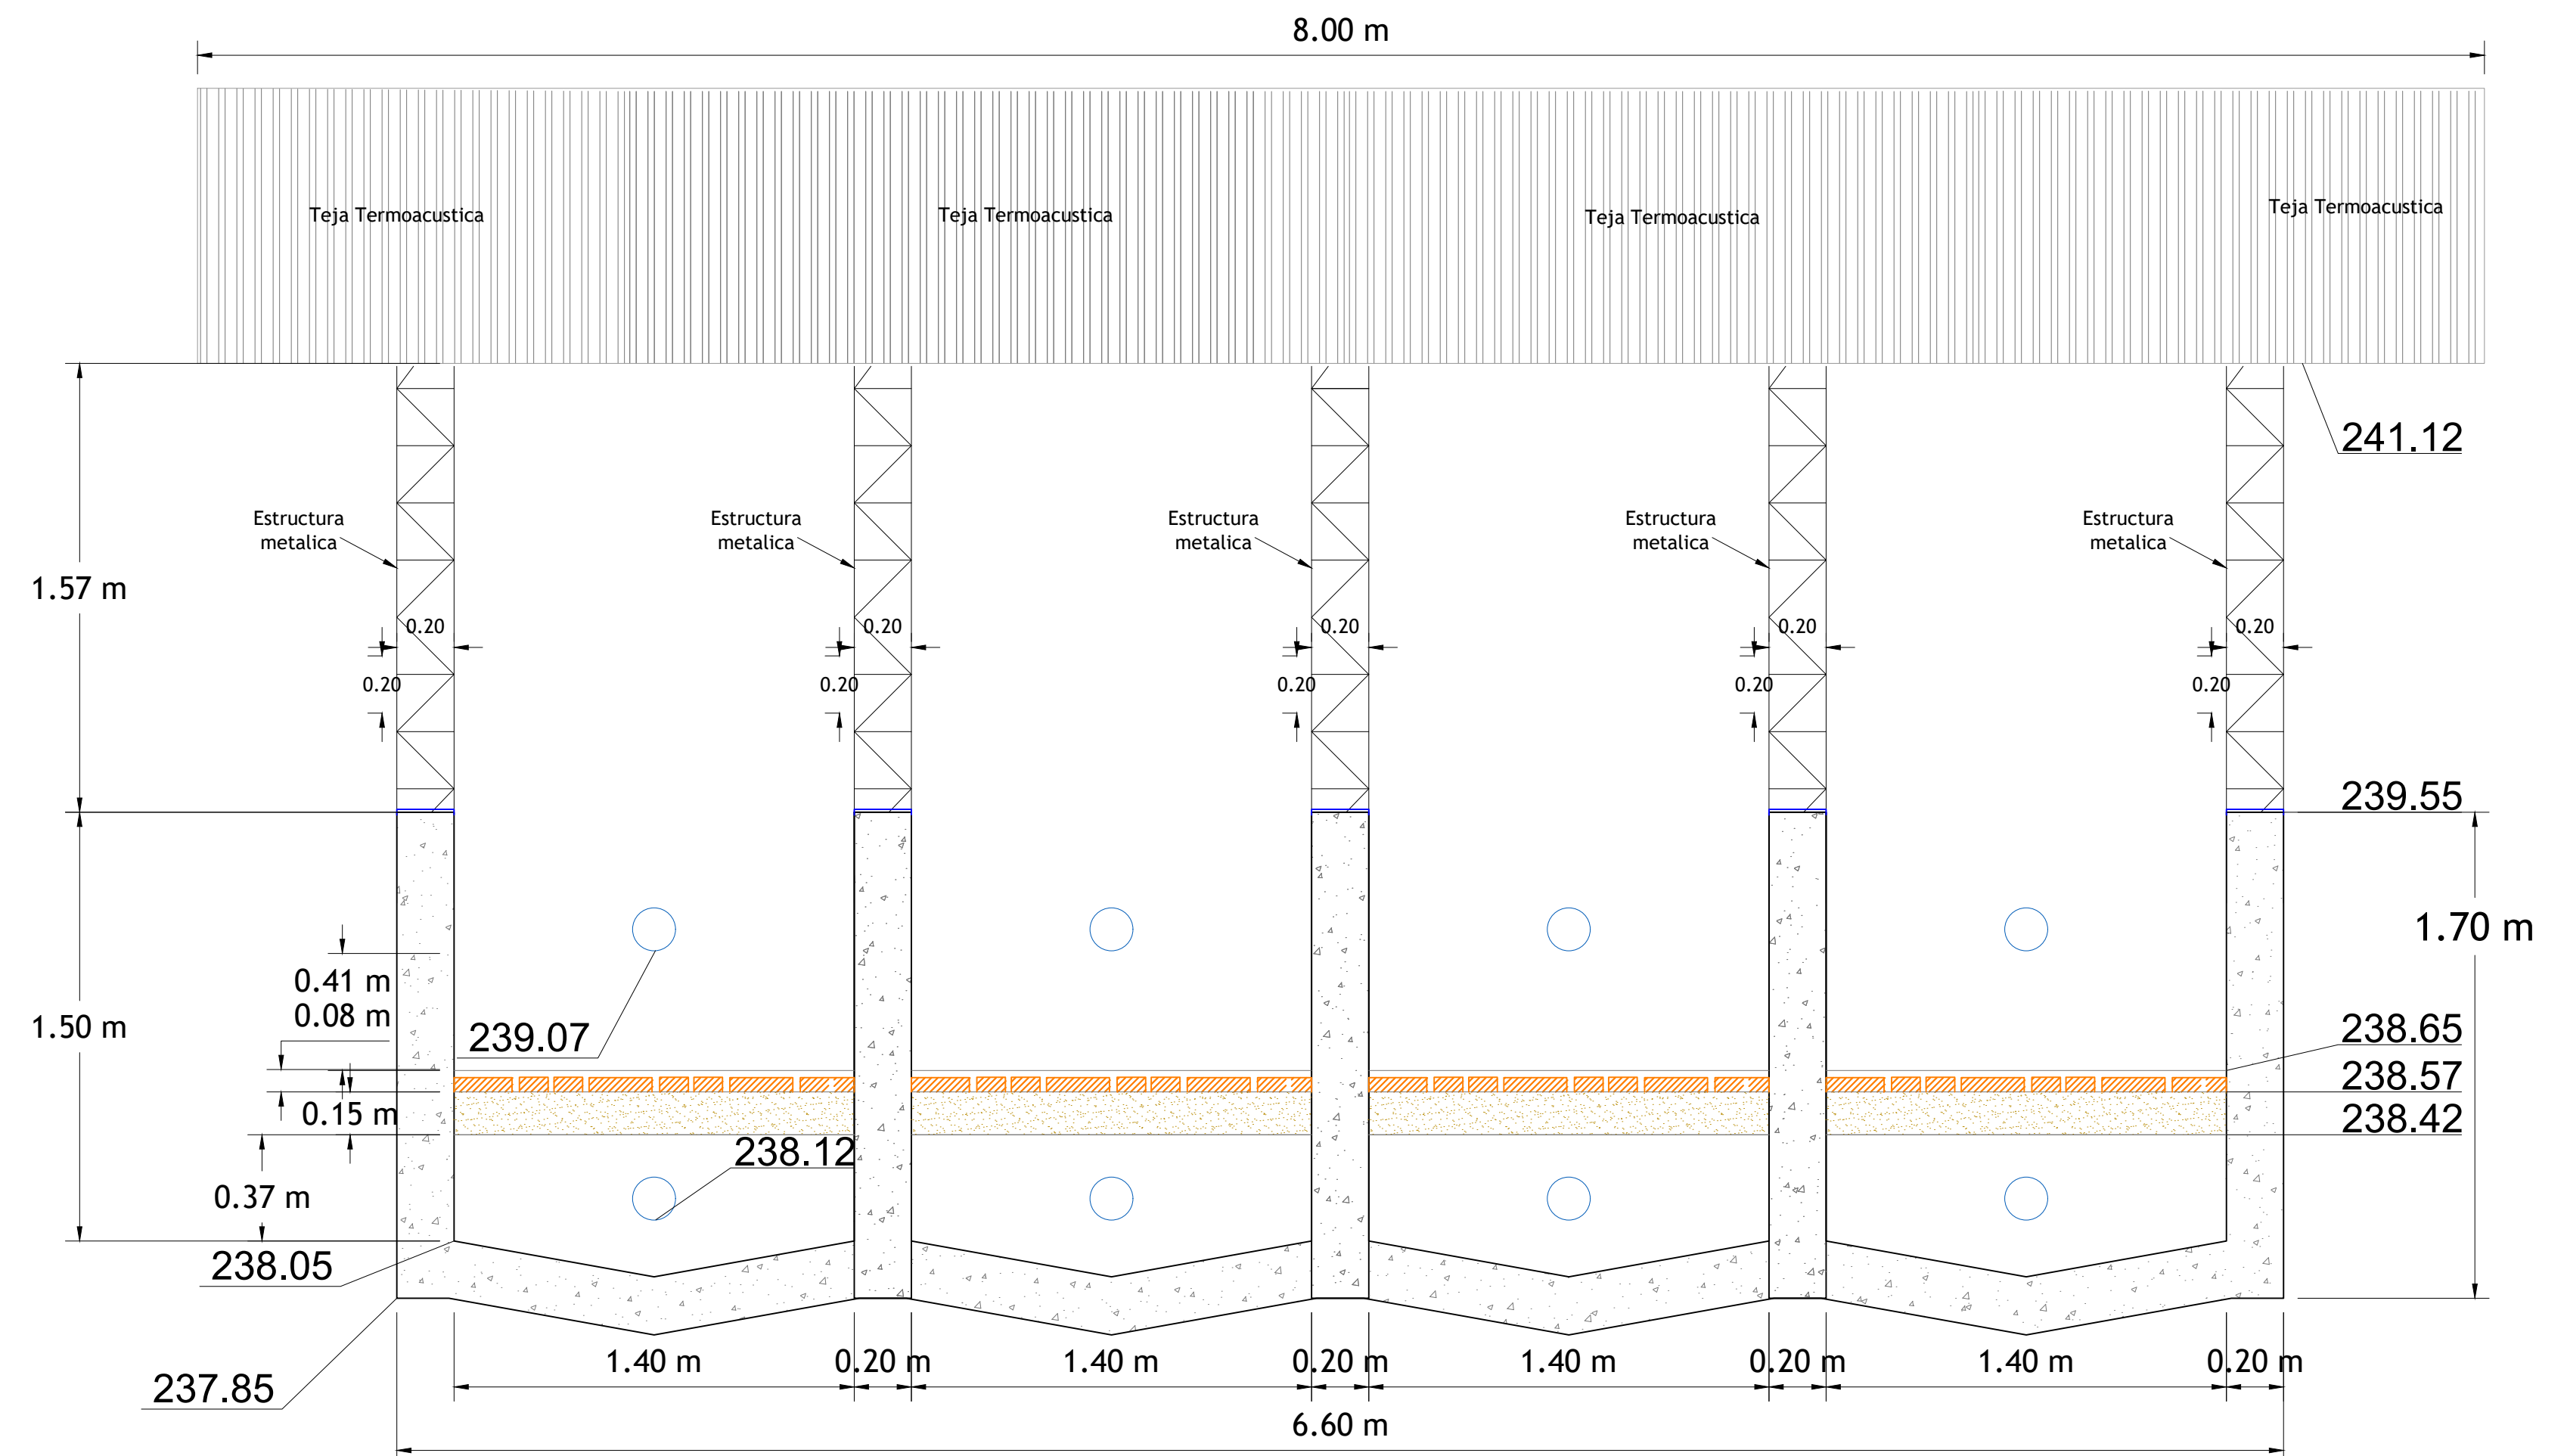 8.00 m
Teja Termoacustica
Teja Termoacustica
Teja Termoacustica
Teja Termoacustica
241.12
Estructura
metalica
Estructura
metalica
Estructura
metalica
Estructura
metalica
Estructura
metalica
1.57 m
0.20
0.20
0.20
0.20
0.20
0.20
0.20
0.20
0.20
0.20
239.55
1.70 m
0.41 m
0.08 m
1.50 m
239.07
238.65
238.57
0.15 m
238.42
238.12
0.37 m
238.05
1.40 m
0.20 m
1.40 m
0.20 m
1.40 m
0.20 m
1.40 m
0.20 m
237.85
6.60 m